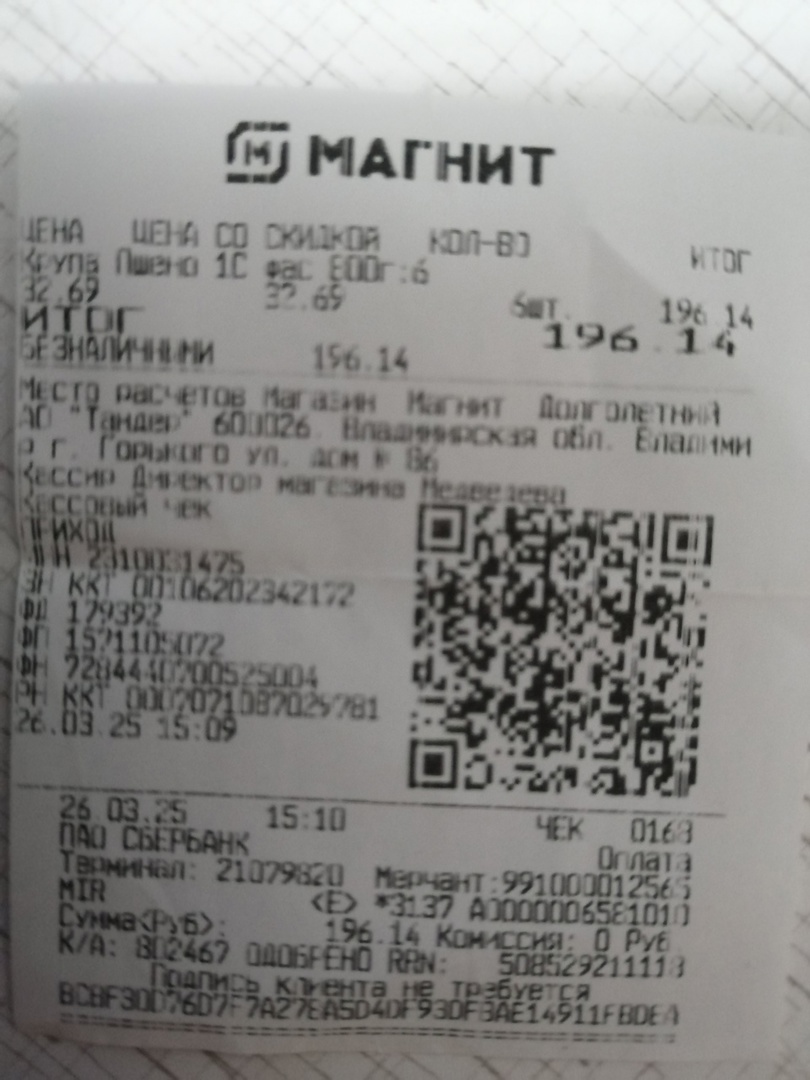 МАГНИТ
ЦЕНА ЦЕНА СО СКИДКОЙ КОЛ-ВО ИТОГ
Крупа Пшено 1С фас 800г:6
32.69 32.69 6шт. 196.14
ИТОГ 196.14
БЕЗНАЛИЧНЫМИ 196.14
Место расчетов Магазин Магнит Долголетний
АО "Тандер" 600026. Владимирская обл. Владими
р г. Горького ул. дом № 86
Кассир Директор магазина Медведева
Кассовый чек
ПРИХОД
ИНН 2310031475
ЗН ККТ 00106202342172
ФД 179392
ФП 1571105072
ФН 7284440700525004
РН ККТ 0007071087029781
26.03.25 15:09
26.03.25 15:10 ЧЕК 0168
ПАО СБЕРБАНК Оплата
Терминал: 21079820 Мерчант:991000012565
MIR <E> *3137 A0000006581010
Сумма(Руб): 196.14 Комиссия: 0 Руб
К/А: 802467 ОДОБРЕНО RRN: 508529211118
Подпись клиента не требуется